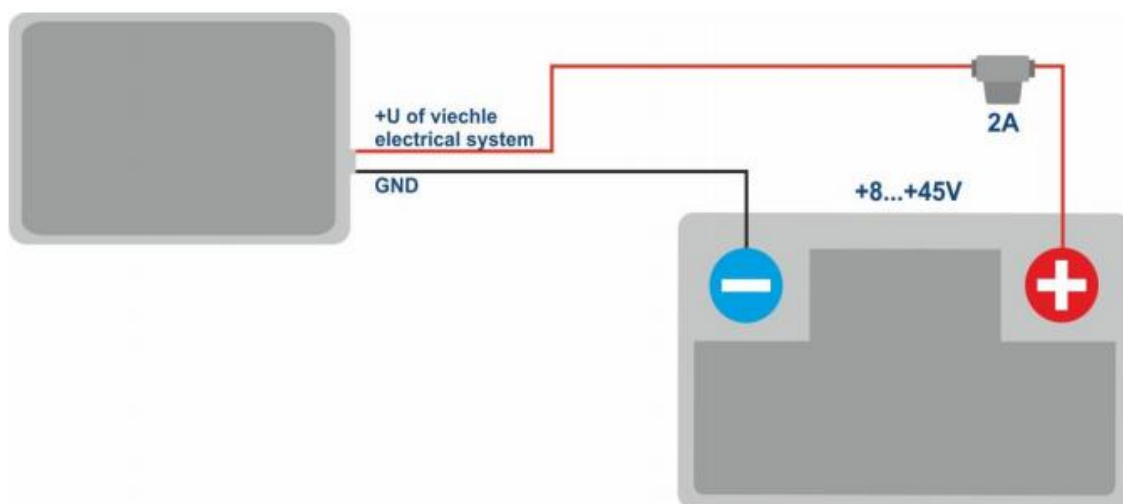 +U of viechle
electrical system
GND
2A
+8...+45V